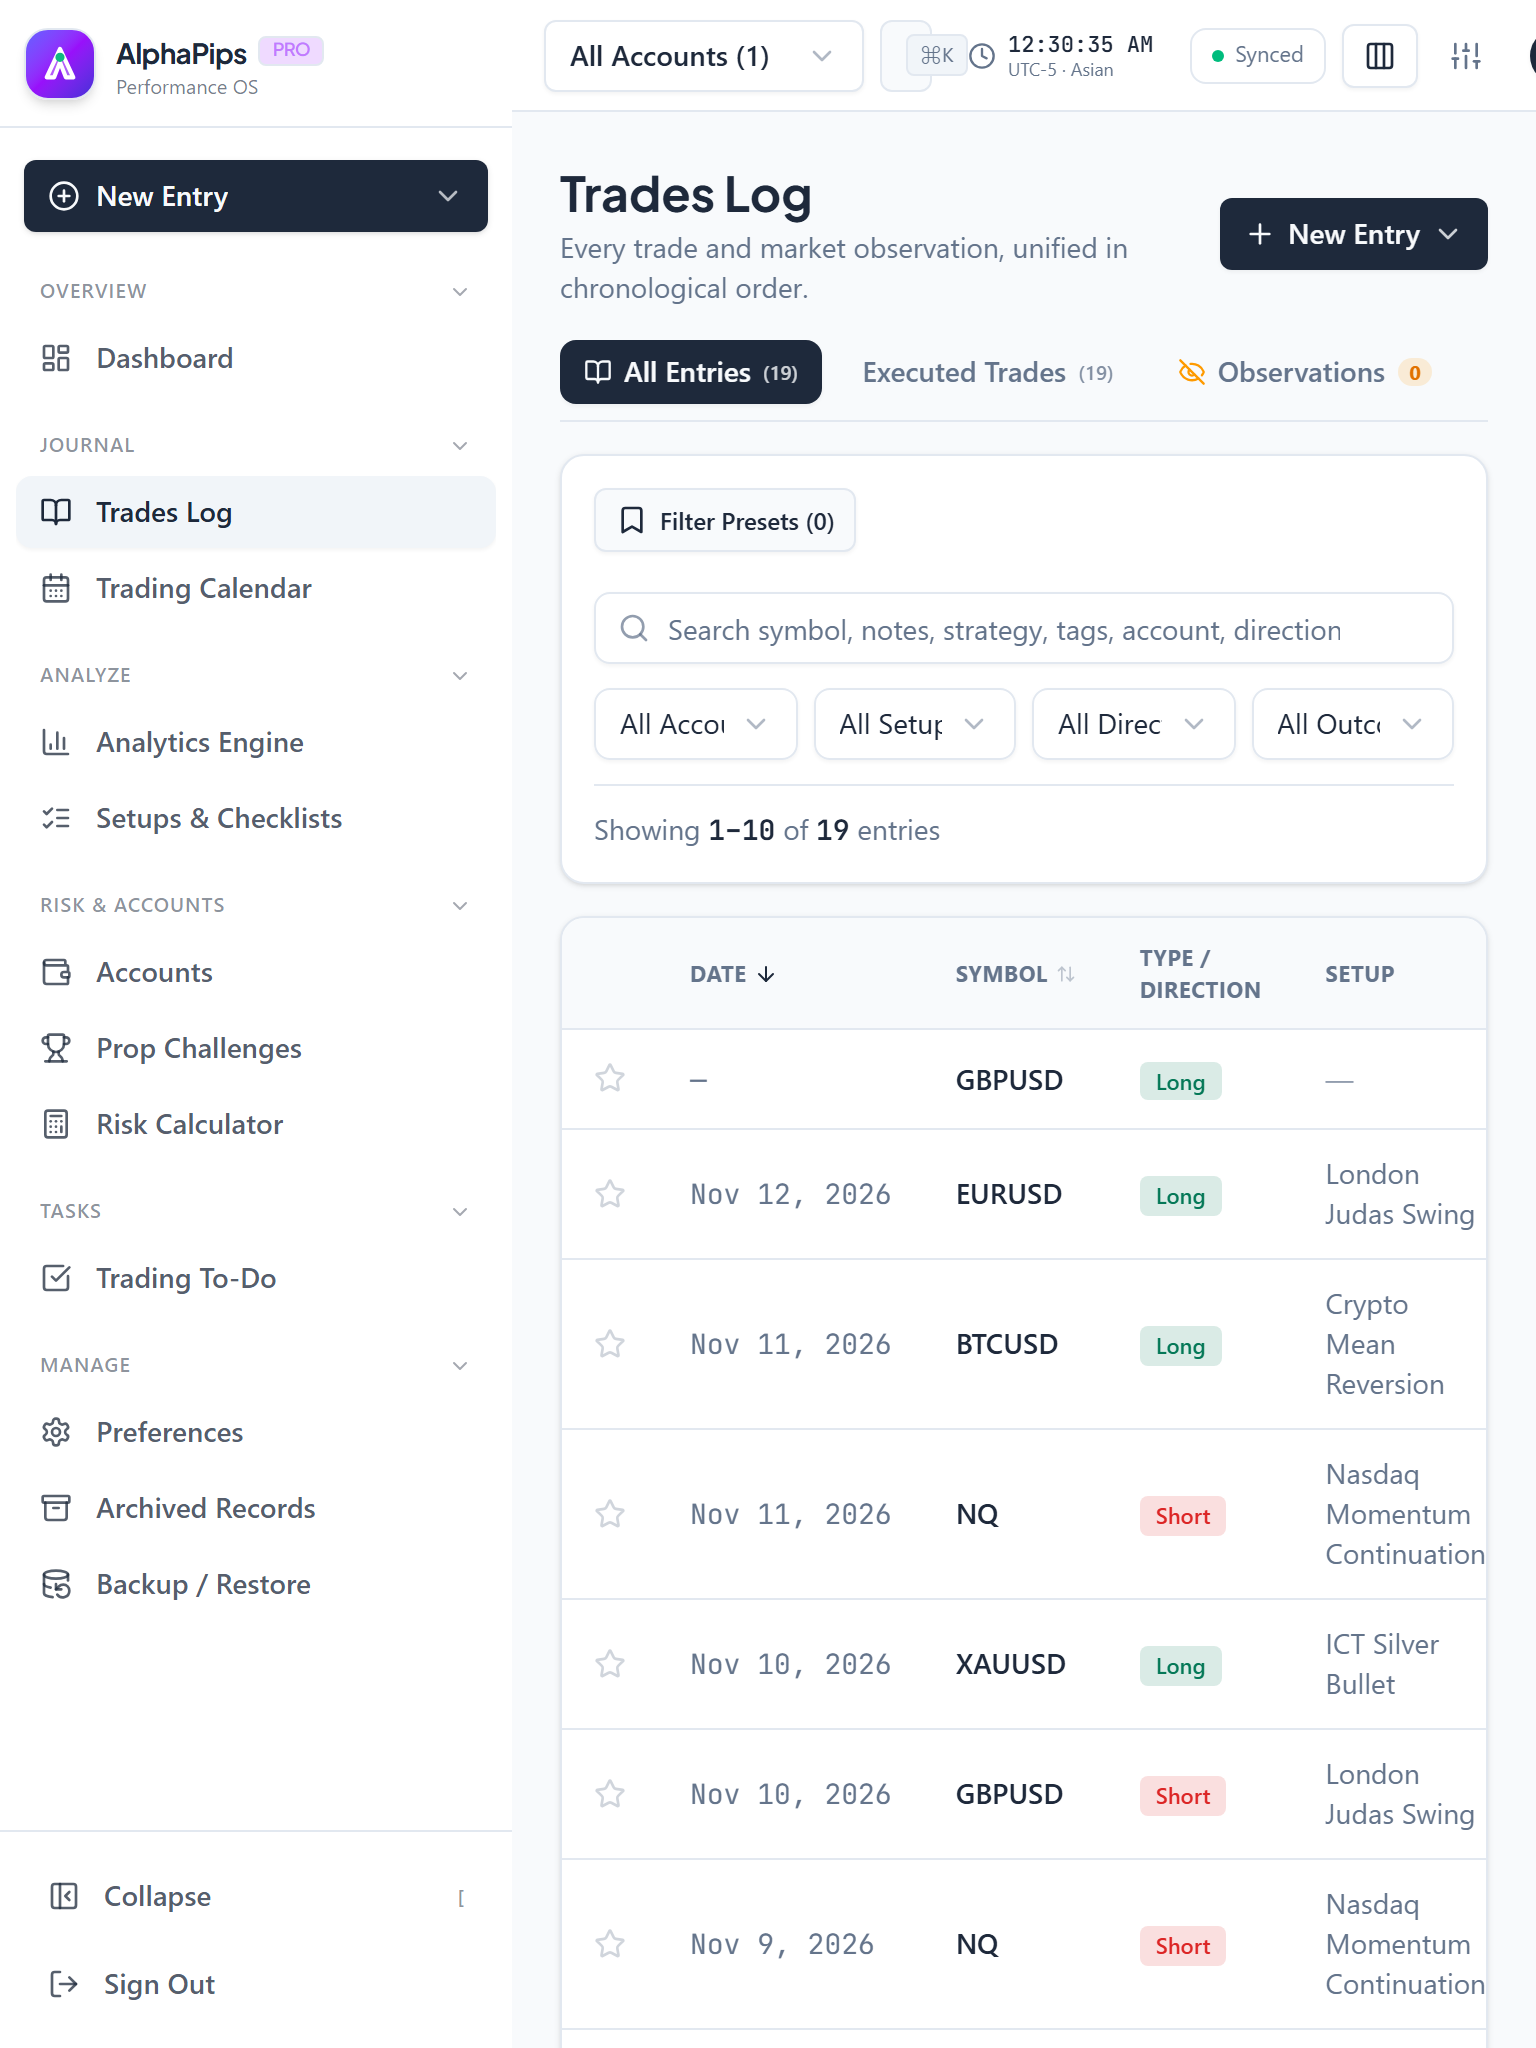 AlphaPips PRO
Performance OS
New Entry
OVERVIEW
Dashboard
JOURNAL
Trades Log
Trading Calendar
ANALYZE
Analytics Engine
Setups & Checklists
RISK & ACCOUNTS
Accounts
Prop Challenges
Risk Calculator
TASKS
Trading To-Do
MANAGE
Preferences
Archived Records
Backup / Restore
Collapse [
Sign Out
All Accounts (1)
⌘K
12:30:35 AM
UTC-5 · Asian
Synced
Trades Log
Every trade and market observation, unified in
chronological order.
New Entry
All Entries (19)
Executed Trades (19)
Observations 0
Filter Presets (0)
Search symbol, notes, strategy, tags, account, direction
All Accou
All Setup
All Direc
All Outco
Showing 1–10 of 19 entries
DATE SYMBOL TYPE / DIRECTION SETUP
— GBPUSD Long —
Nov 12, 2026 EURUSD Long London Judas Swing
Nov 11, 2026 BTCUSD Long Crypto Mean Reversion
Nov 11, 2026 NQ Short Nasdaq Momentum Continuation
Nov 10, 2026 XAUUSD Long ICT Silver Bullet
Nov 10, 2026 GBPUSD Short London Judas Swing
Nov 9, 2026 NQ Short Nasdaq Momentum Continuation